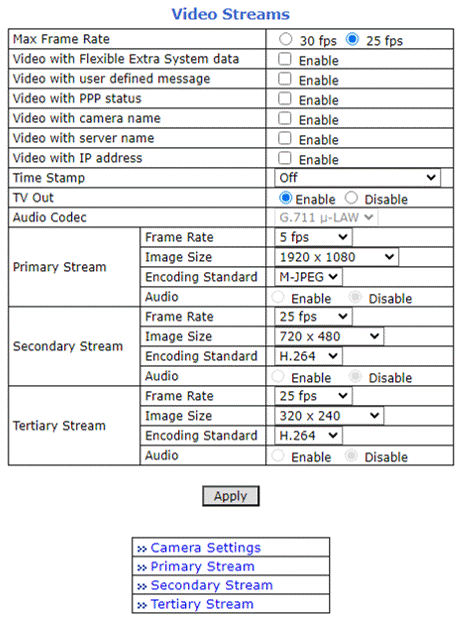 Video Streams
Max Frame Rate 30 fps 25 fps
Video with Flexible Extra System data Enable
Video with user defined message Enable
Video with PPP status Enable
Video with camera name Enable
Video with server name Enable
Video with IP address Enable
Time Stamp Off
TV Out Enable Disable
Audio Codec G.711 µ-LAW
Primary Stream
Frame Rate 5 fps
Image Size 1920 x 1080
Encoding Standard M-JPEG
Audio Enable Disable
Secondary Stream
Frame Rate 25 fps
Image Size 720 x 480
Encoding Standard H.264
Audio Enable Disable
Tertiary Stream
Frame Rate 25 fps
Image Size 320 x 240
Encoding Standard H.264
Audio Enable Disable
Apply
›› Camera Settings
›› Primary Stream
›› Secondary Stream
›› Tertiary Stream